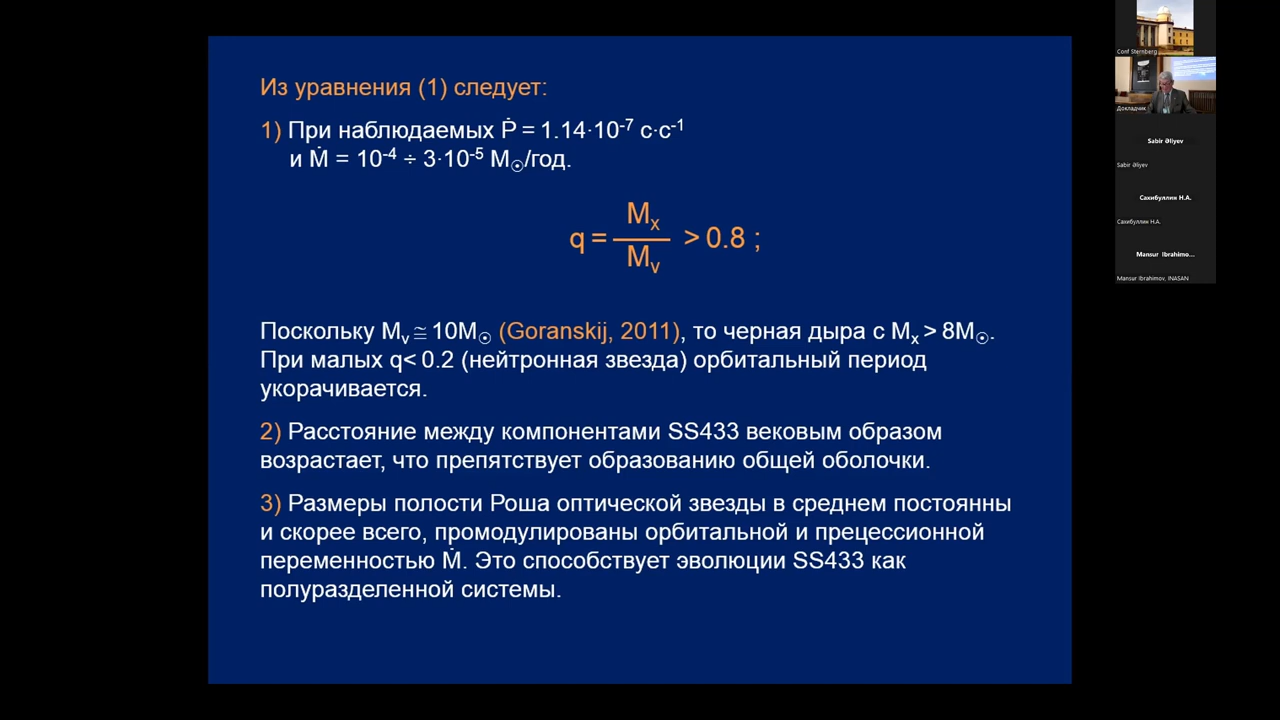 Из уравнения (1) следует:
1) При наблюдаемых Ṗ = 1.14·10⁻⁷ с·с⁻¹
и Ṁ = 10⁻⁴ ÷ 3·10⁻⁵ M☉/год.
q = Mₓ / Mᵥ > 0.8 ;
Поскольку Mᵥ ≅ 10M☉ (Goranskij, 2011), то черная дыра с Mₓ > 8M☉.
При малых q< 0.2 (нейтронная звезда) орбитальный период
укорачивается.
2) Расстояние между компонентами SS433 вековым образом
возрастает, что препятствует образованию общей оболочки.
3) Размеры полости Роша оптической звезды в среднем постоянны
и скорее всего, промодулированы орбитальной и прецессионной
переменностью Ṁ. Это способствует эволюции SS433 как
полуразделенной системы.
Conf Sternberg
Докладчик
Sabir Əliyev
Sabir Əliyev
Сахибуллин Н.А.
Сахибуллин Н.А.
Mansur Ibrahimo...
Mansur Ibrahimov, INASAN